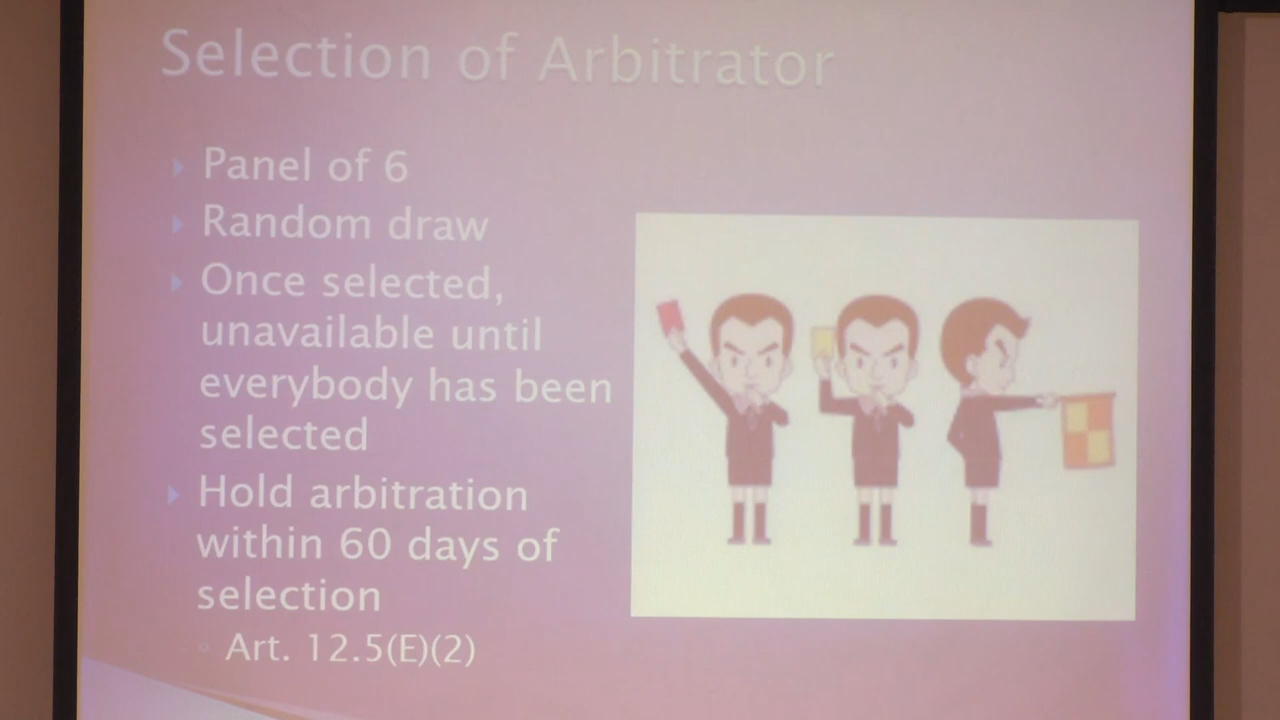 Selection of Arbitrator
Panel of 6
Random draw
Once selected,
unavailable until
everybody has been
selected
Hold arbitration
within 60 days of
selection
Art. 12.5(E)(2)